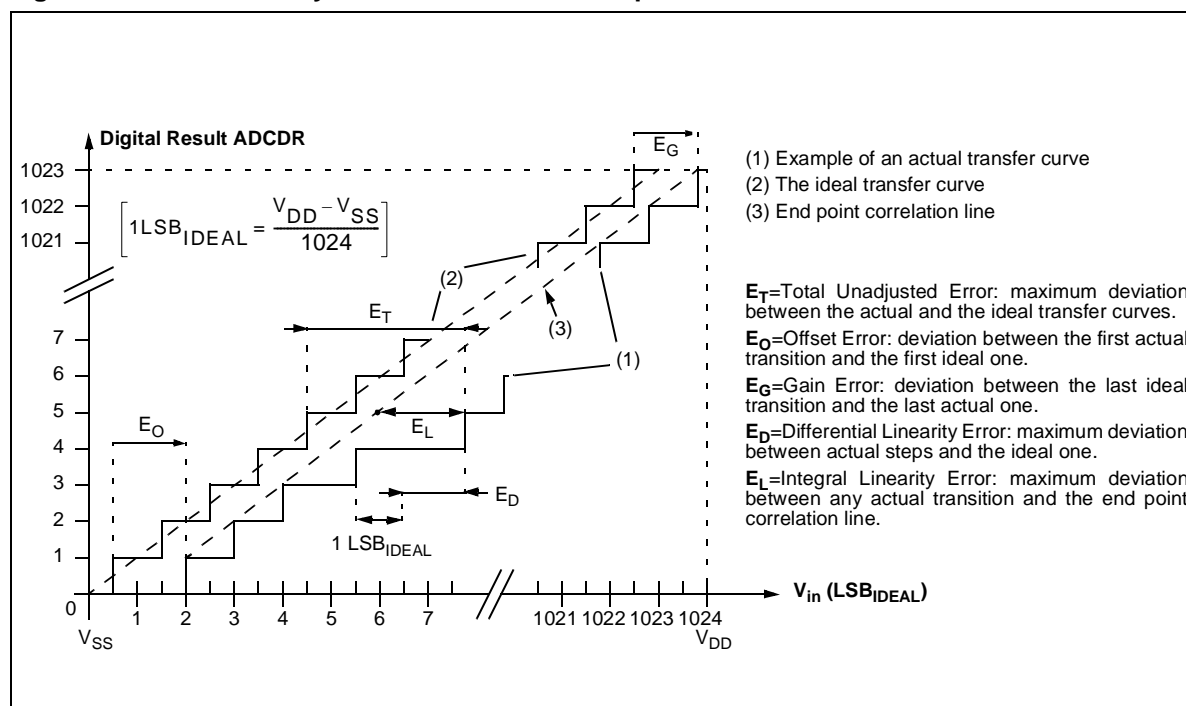 Digital Result ADCDR
1023
1022
1021
7
6
5
4
3
2
1
0
[1LSB_IDEAL = (V_DD – V_SS) / 1024]
E_G
(2)
E_T
(3)
(1)
E_O
E_L
E_D
1 LSB_IDEAL
1 2 3 4 5 6 7 1021 1022 1023 1024
V_SS
V_DD
V_in (LSB_IDEAL)
(1) Example of an actual transfer curve
(2) The ideal transfer curve
(3) End point correlation line
E_T=Total Unadjusted Error: maximum deviation
between the actual and the ideal transfer curves.
E_O=Offset Error: deviation between the first actual
transition and the first ideal one.
E_G=Gain Error: deviation between the last ideal
transition and the last actual one.
E_D=Differential Linearity Error: maximum deviation
between actual steps and the ideal one.
E_L=Integral Linearity Error: maximum deviation
between any actual transition and the end point
correlation line.